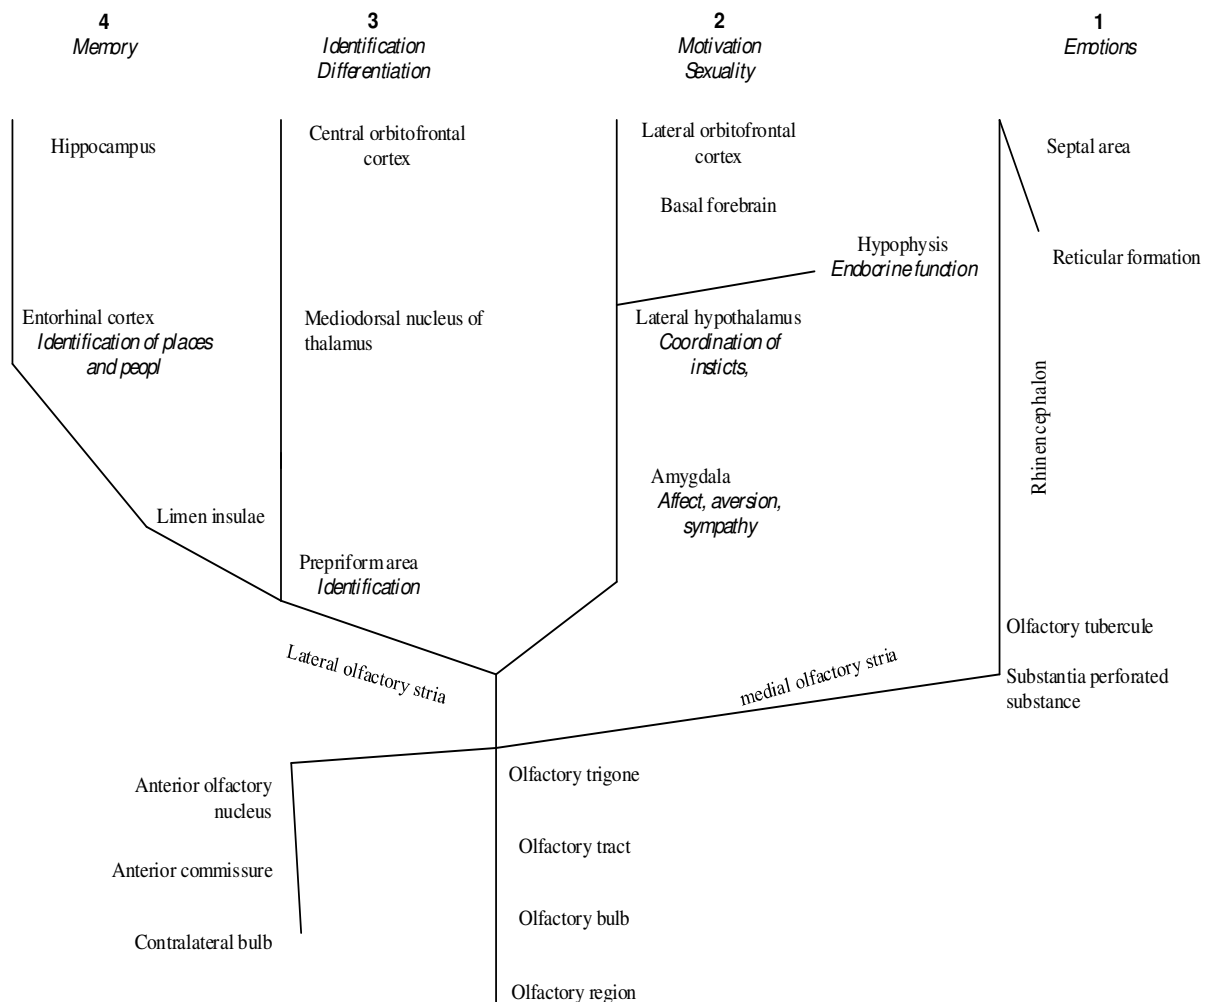 4
Memory
3
Identification
Differentiation
2
Motivation
Sexuality
1
Emotions
Hippocampus
Central orbitofrontal
cortex
Lateral orbitofrontal
cortex
Septal area
Basal forebrain
Hypophysis
Endocrine function
Reticular formation
Entorhinal cortex
Identification of places
and peopl
Mediodorsal nucleus of
thalamus
Lateral hypothalamus
Coordination of
insticts,
Rhinencephalon
Amygdala
Affect, aversion,
sympathy
Limen insulae
Prepriform area
Identification
Olfactory tubercule
Lateral olfactory stria
medial olfactory stria
Substantia perforated
substance
Anterior olfactory
nucleus
Olfactory trigone
Anterior commissure
Olfactory tract
Contralateral bulb
Olfactory bulb
Olfactory region